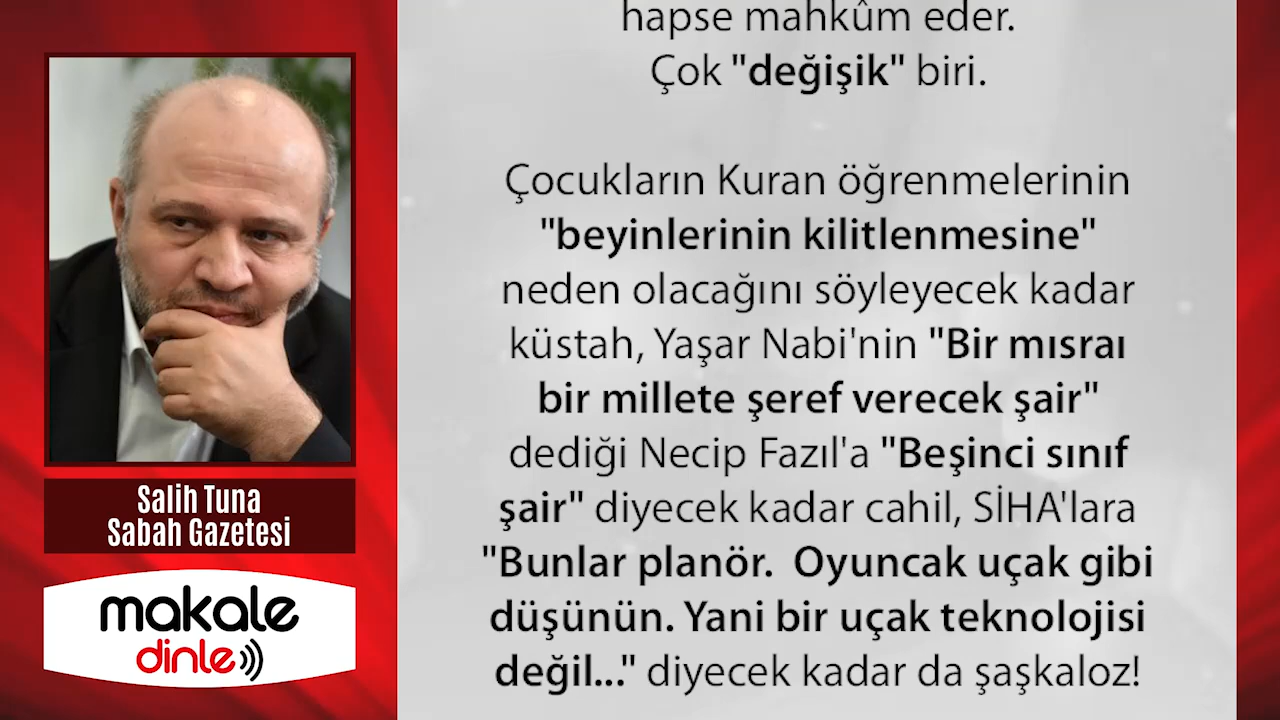 hapse mahkûm eder.
Çok "değişik" biri.
Çocukların Kuran öğrenmelerinin
"beyinlerinin kilitlenmesine"
neden olacağını söyleyecek kadar
küstah, Yaşar Nabi'nin "Bir mısraı
bir millete şeref verecek şair"
dediği Necip Fazıl'a "Beşinci sınıf
şair" diyecek kadar cahil, SİHA'lara
"Bunlar planör.  Oyuncak uçak gibi
düşünün. Yani bir uçak teknolojisi
değil..." diyecek kadar da şaşkaloz!
Salih Tuna
Sabah Gazetesi
makale
dinle